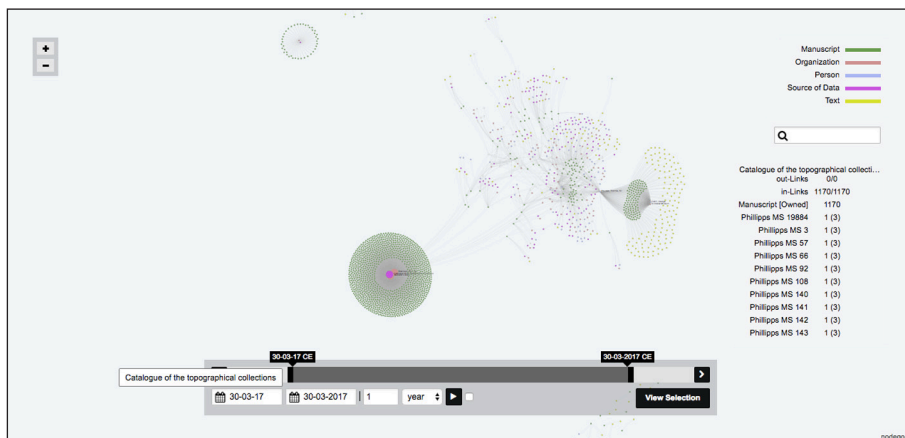 +
−
Manuscript
Organization
Person
Source of Data
Text
Catalogue of the topographical collecti...
out-Links 0/0
in-Links 1170/1170
Manuscript [Owned] 1170
Phillipps MS 19884 1 (3)
Phillipps MS 3 1 (3)
Phillipps MS 57 1 (3)
Phillipps MS 66 1 (3)
Phillipps MS 92 1 (3)
Phillipps MS 108 1 (3)
Phillipps MS 140 1 (3)
Phillipps MS 141 1 (3)
Phillipps MS 142 1 (3)
Phillipps MS 143 1 (3)
30-03-17 CE 30-03-2017 CE
Catalogue of the topographical collections
30-03-17 30-03-2017 1 year View Selection
nodego